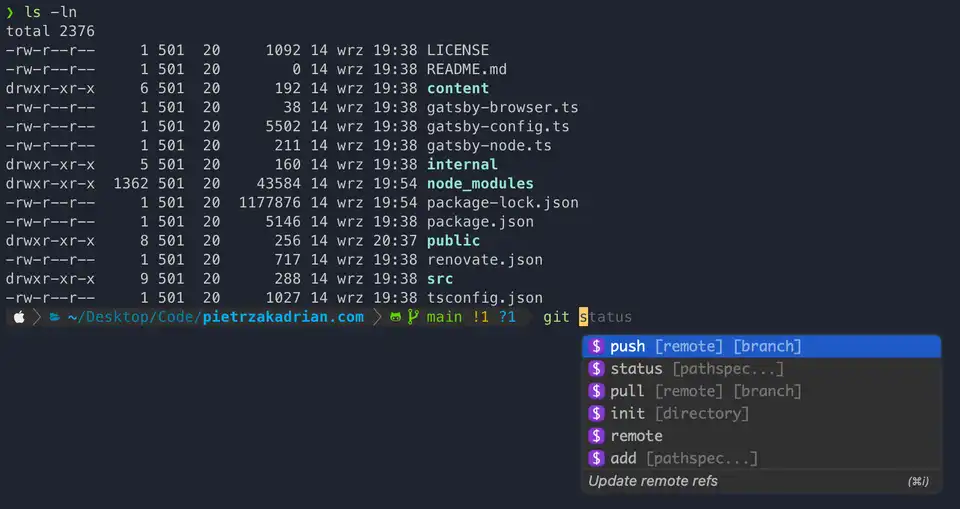 ❯ ls -ln
total 2376
-rw-r--r-- 1 501 20 1092 14 wrz 19:38 LICENSE
-rw-r--r-- 1 501 20 0 14 wrz 19:38 README.md
drwxr-xr-x 6 501 20 192 14 wrz 19:38 content
-rw-r--r-- 1 501 20 38 14 wrz 19:38 gatsby-browser.ts
-rw-r--r-- 1 501 20 5502 14 wrz 19:38 gatsby-config.ts
-rw-r--r-- 1 501 20 211 14 wrz 19:38 gatsby-node.ts
drwxr-xr-x 5 501 20 160 14 wrz 19:38 internal
drwxr-xr-x 1362 501 20 43584 14 wrz 19:54 node_modules
-rw-r--r-- 1 501 20 1177876 14 wrz 19:54 package-lock.json
-rw-r--r-- 1 501 20 5146 14 wrz 19:38 package.json
drwxr-xr-x 8 501 20 256 14 wrz 20:37 public
-rw-r--r-- 1 501 20 717 14 wrz 19:38 renovate.json
drwxr-xr-x 9 501 20 288 14 wrz 19:38 src
-rw-r--r-- 1 501 20 1027 14 wrz 19:38 tsconfig.json
~/Desktop/Code/pietrzakadrian.com main !1 ?1 git status
$ push [remote] [branch]
$ status [pathspec...]
$ pull [remote] [branch]
$ init [directory]
$ remote
$ add [pathspec...]
Update remote refs (⌘i)